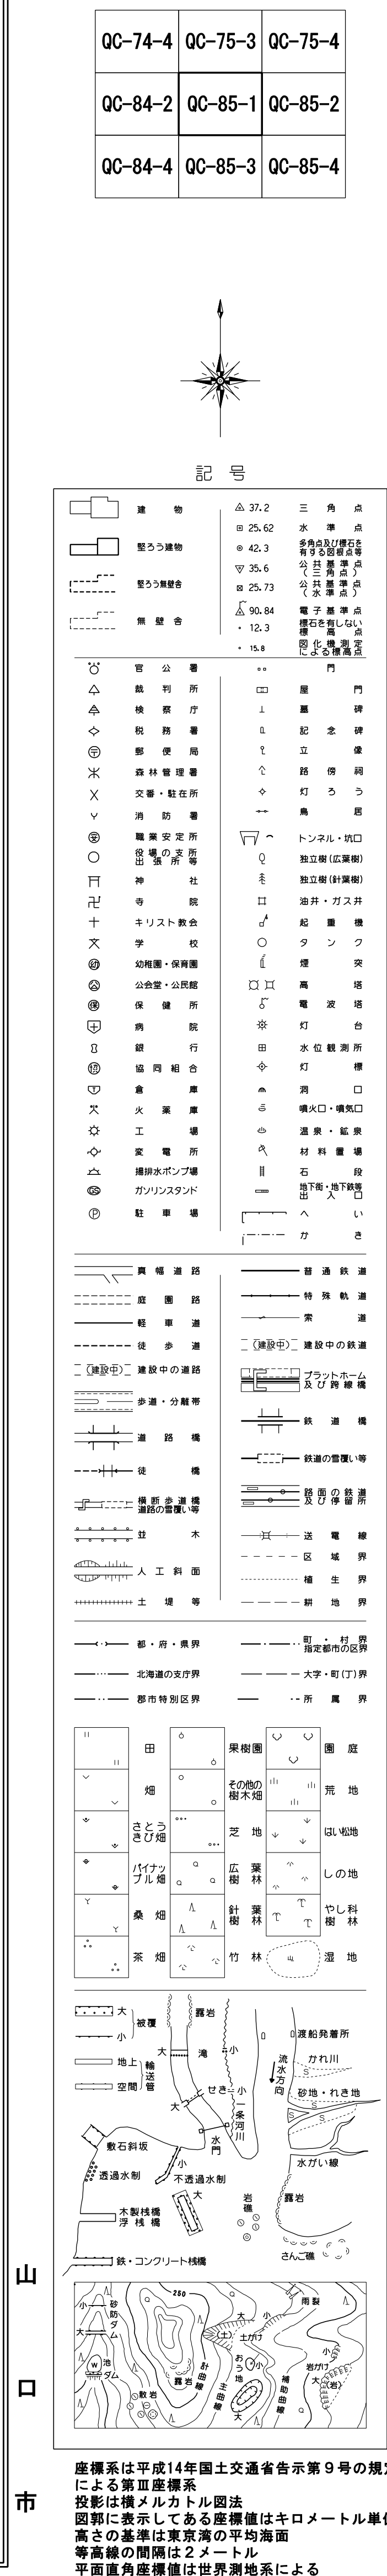 QC-74-4 QC-75-3 QC-75-4
QC-84-2 QC-85-1 QC-85-2
QC-84-4 QC-85-3 QC-85-4
記号
建物
堅ろう建物
堅ろう無壁舎
無壁舎
37.2 三角点
25.62 水準点
42.3 多角点及び標石を
有する図根点等
35.6 公共基準点
(三角点)
25.73 公共基準点
(水準点)
90.84 電子基準点
12.3 標石を有しない
標高点
15.8 図化機測定
による標高点
官公署
裁判所
検察庁
税務署
郵便局
森林管理署
交番・駐在所
消防署
職業安定所
役場の支所
出張所等
神社
寺院
キリスト教会
学校
幼稚園・保育園
公会堂・公民館
保健所
病院
銀行
協同組合
倉庫
火薬庫
工場
変電所
揚排水ポンプ場
GS ガソリンスタンド
P 駐車場
門
屋門
墓碑
記念碑
立像
路傍祠
灯ろう
鳥居
トンネル・坑口
独立樹(広葉樹)
独立樹(針葉樹)
油井・ガス井
起重機
タンク
煙突
高塔
電波塔
灯台
水位観測所
灯標
洞口
噴火口・噴気口
温泉・鉱泉
材料置場
石段
地下街・地下鉄等
出入口
へい
かき
真幅道路
庭園路
軽車道
徒歩道
(建設中) 建設中の道路
歩道・分離帯
道路橋
徒橋
横断歩道橋
道路の雪覆い等
並木
人工斜面
土堤等
普通鉄道
特殊軌道
索道
(建設中) 建設中の鉄道
プラットホーム
及び跨線橋
鉄道橋
鉄道の雪覆い等
路面の鉄道
及び停留所
送電線
区域界
植生界
耕地界
都・府・県界
北海道の支庁界
郡市特別区界
町・村界
指定都市の区界
大字・町(丁)界
所属界
田 果樹園 園庭
畑 その他の
樹木畑 荒地
さとう
きび畑 芝地 はい松地
パイナッ
プル畑 広葉
樹林 しの地
桑畑 針葉
樹林 やし科
樹林
茶畑 竹林 湿地
大
小
被覆
地上
空間
輸送管
露岩
滝
小
大
せき
小
水門
一条河川
流水方向
渡船発着所
かれ川
砂地・れき地
水がい線
敷石斜坂
透過水制
小
不透過水制
大
木製桟橋
浮桟橋
岩礁
露岩
さんご礁
鉄・コンクリート桟橋
250
小
砂防ダム
大
池
W
ダム
散岩
露岩
計曲線
主曲線
(土)
土がけ
大
小
雨裂
おう地
小
大
補助曲線
小
岩がけ
大
(岩)
山口市
座標系は平成14年国土交通省告示第9号の規定
による第Ⅲ座標系
投影は横メルカトル図法
図郭に表示してある座標値はキロメートル単位
高さの基準は東京湾の平均海面
等高線の間隔は2メートル
平面直角座標値は世界測地系による